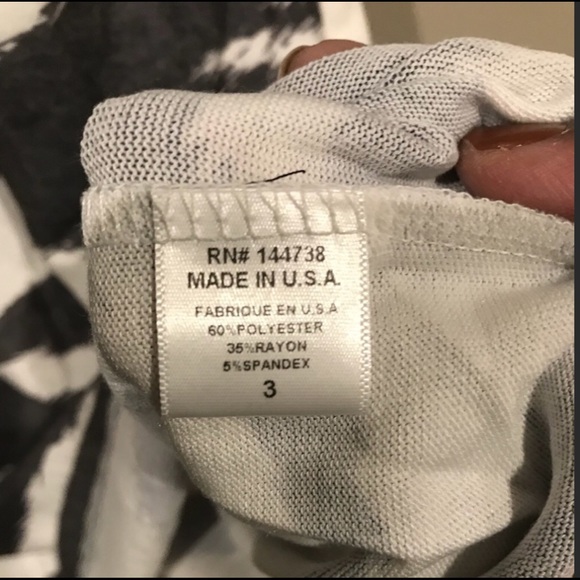 RN# 144738
MADE IN U.S.A.
FABRIQUE EN U.S.A
60%POLYESTER
35%RAYON
5%SPANDEX
3